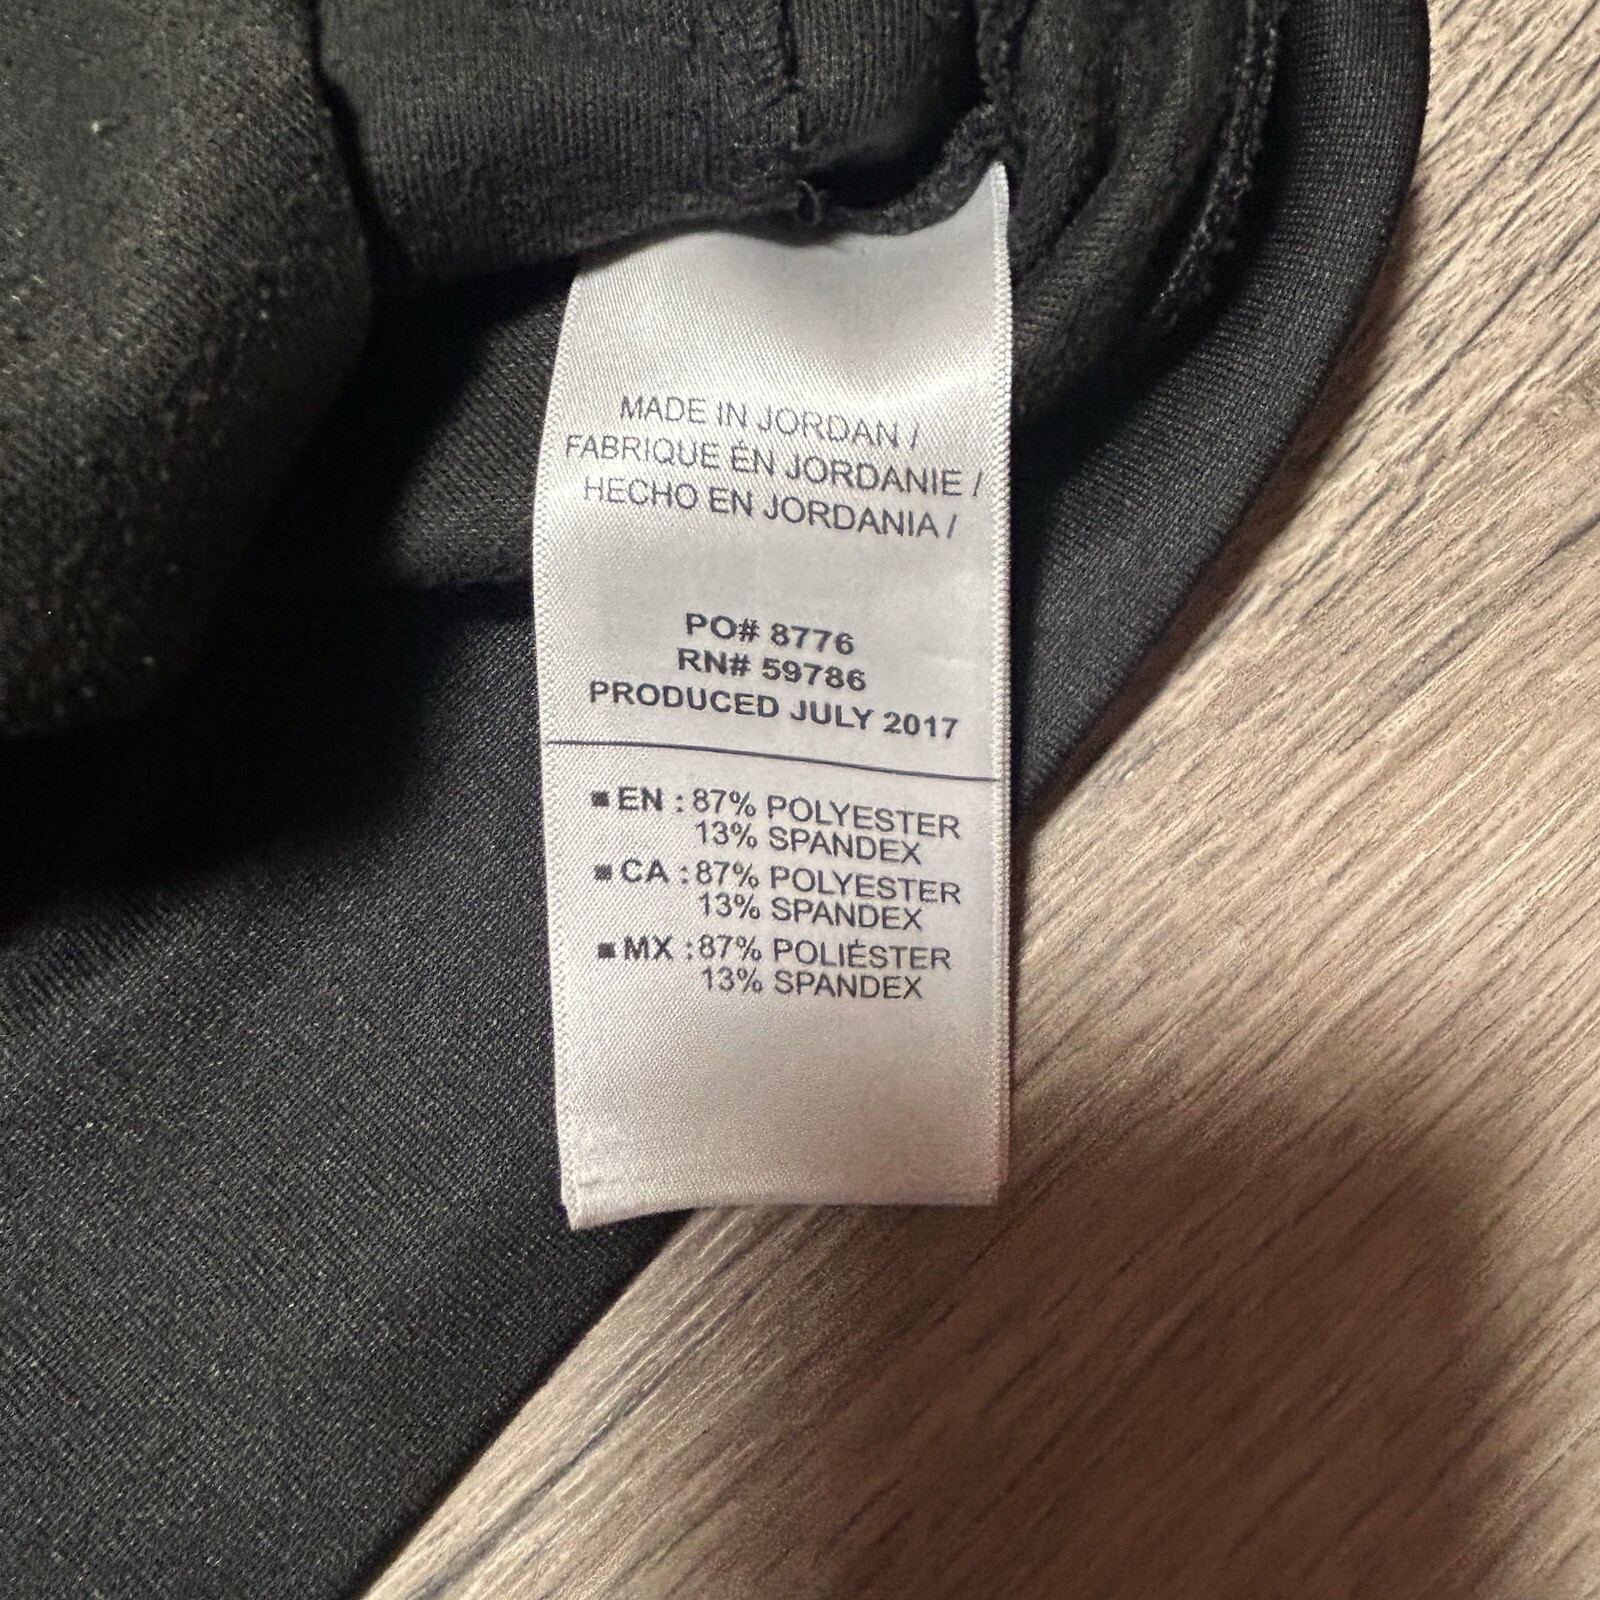 MADE IN JORDAN /
FABRIQUE ÉN JORDANIE /
HECHO EN JORDANIA /
PO# 8776
RN# 59786
PRODUCED JULY 2017
■ EN : 87% POLYESTER
13% SPANDEX
■ CA : 87% POLYESTER
13% SPANDEX
■ MX : 87% POLIÉSTER
13% SPANDEX